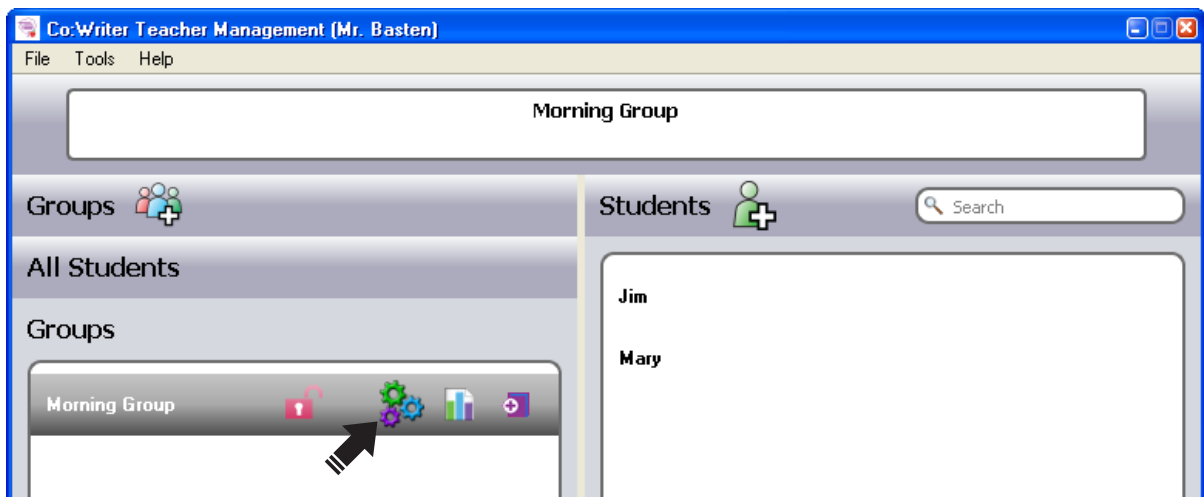 Co:Writer Teacher Management (Mr. Basten)
File Tools Help
Morning Group
Groups
Students
Search
All Students
Groups
Morning Group
Jim
Mary